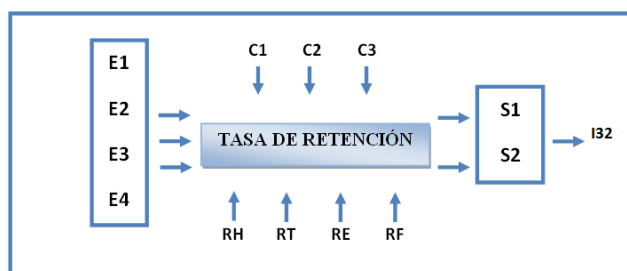 C1 C2 C3
E1
E2
E3
E4
TASA DE RETENCIÓN
S1
S2
I32
RH RT RE RF